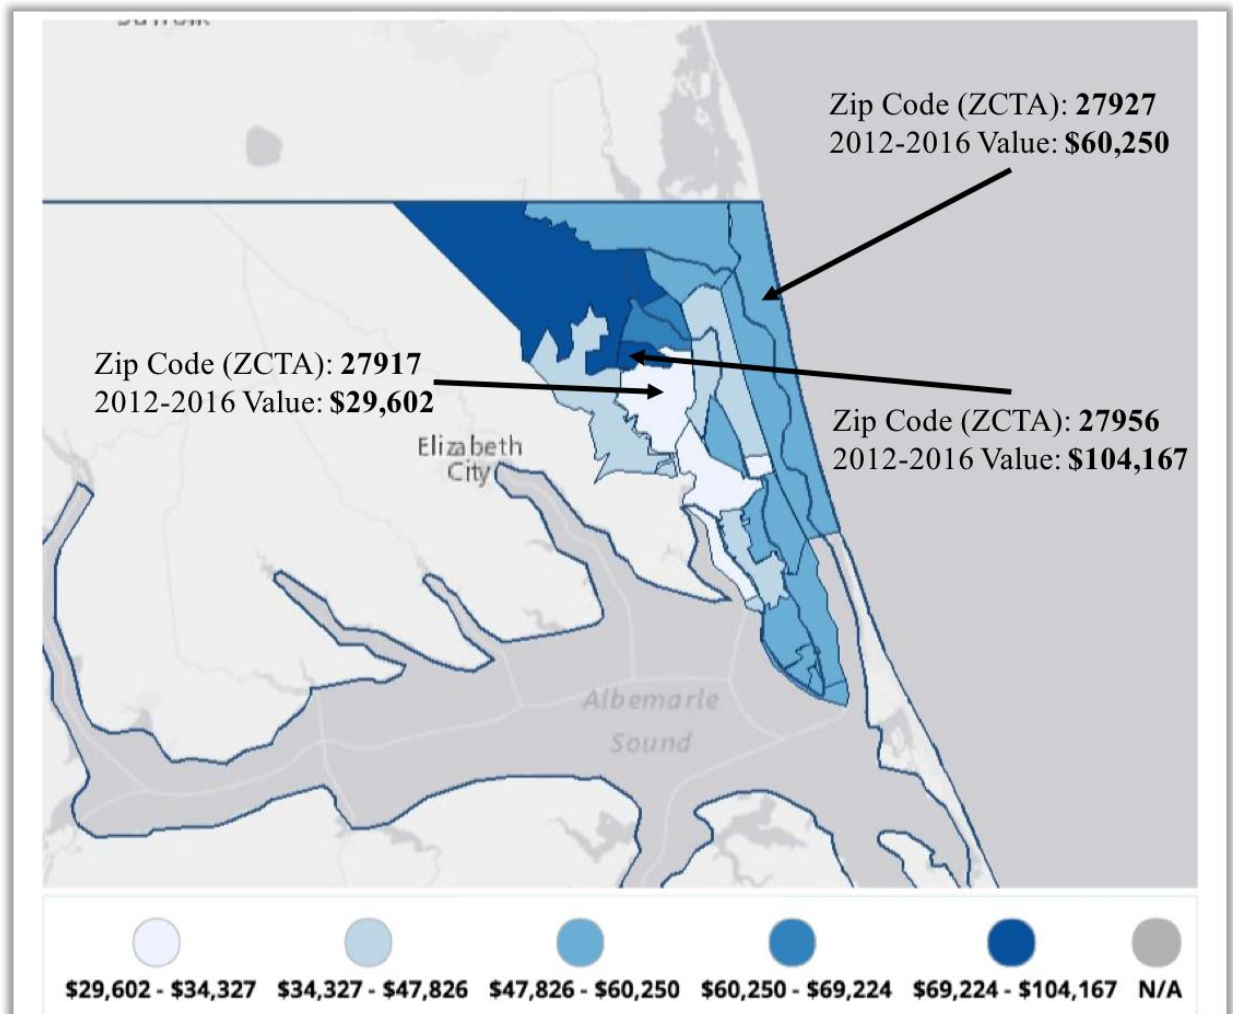 Zip Code (ZCTA): 27927
2012-2016 Value: $60,250
Zip Code (ZCTA): 27917
2012-2016 Value: $29,602
Zip Code (ZCTA): 27956
2012-2016 Value: $104,167
Elizabeth
City
Albemarle
Sound
$29,602 - $34,327
$34,327 - $47,826
$47,826 - $60,250
$60,250 - $69,224
$69,224 - $104,167
N/A